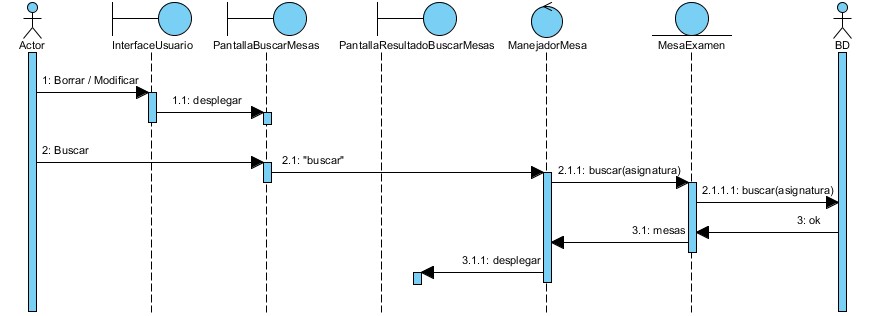 Actor
InterfaceUsuario
PantallaBuscarMesas
PantallaResultadoBuscarMesas
ManejadorMesa
MesaExamen
BD
1: Borrar / Modificar
1.1: desplegar
2: Buscar
2.1: "buscar"
2.1.1: buscar(asignatura)
2.1.1.1: buscar(asignatura)
3: ok
3.1: mesas
3.1.1: desplegar